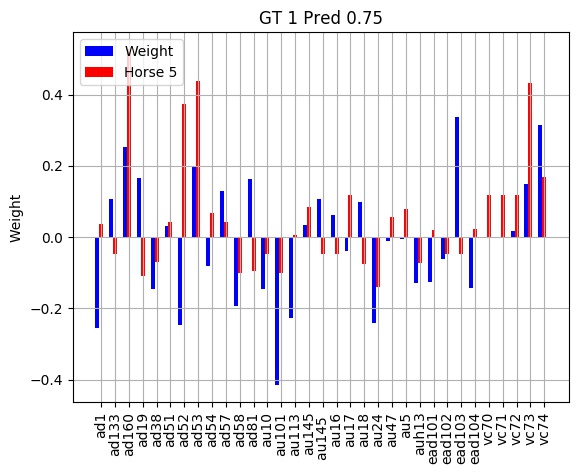 GT 1 Pred 0.75
Weight
Horse 5
Weight
0.4
0.2
0.0
−0.2
−0.4
ad1
ad133
ad160
ad19
ad38
ad51
ad52
ad53
ad54
ad57
ad58
ad81
au10
au101
au113
au145
au145
au16
au17
au18
au24
au47
au5
auh13
ead101
ead102
ead103
ead104
vc70
vc71
vc72
vc73
vc74